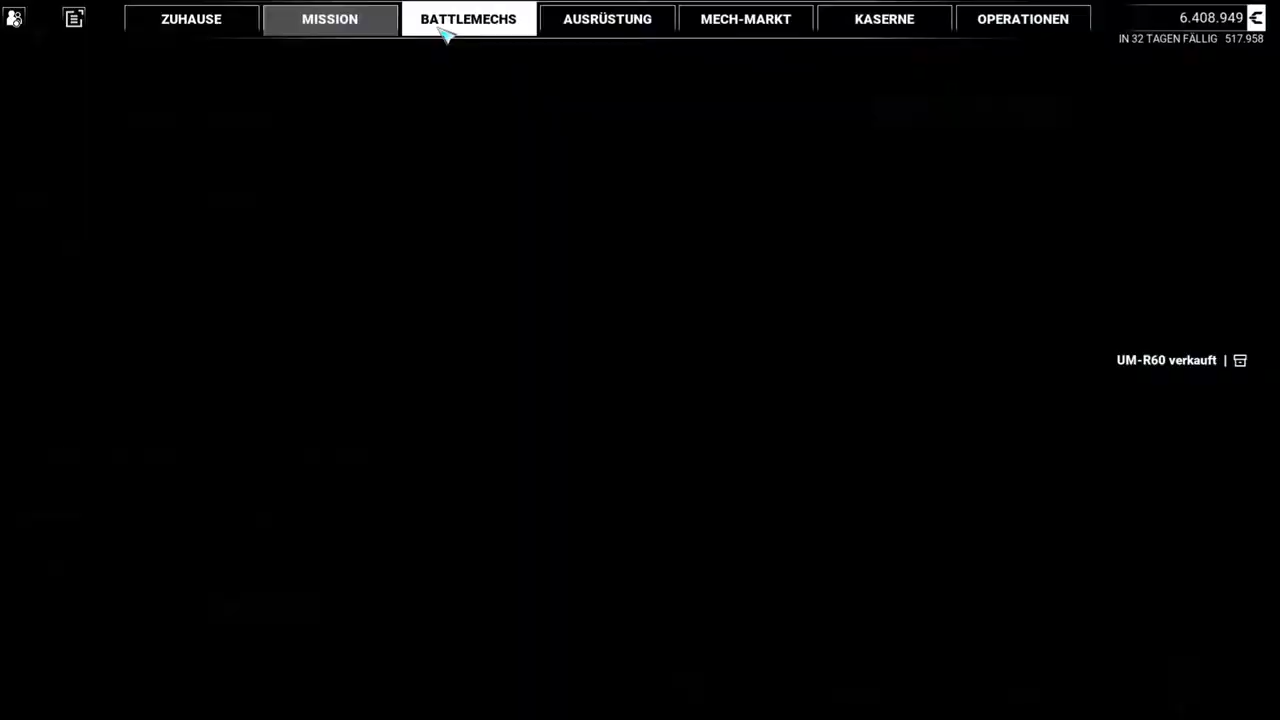 ZUHAUSE MISSION BATTLEMECHS AUSRÜSTUNG MECH-MARKT KASERNE OPERATIONEN 6.408.949
IN 32 TAGEN FÄLLIG 517.958
UM-R60 verkauft |